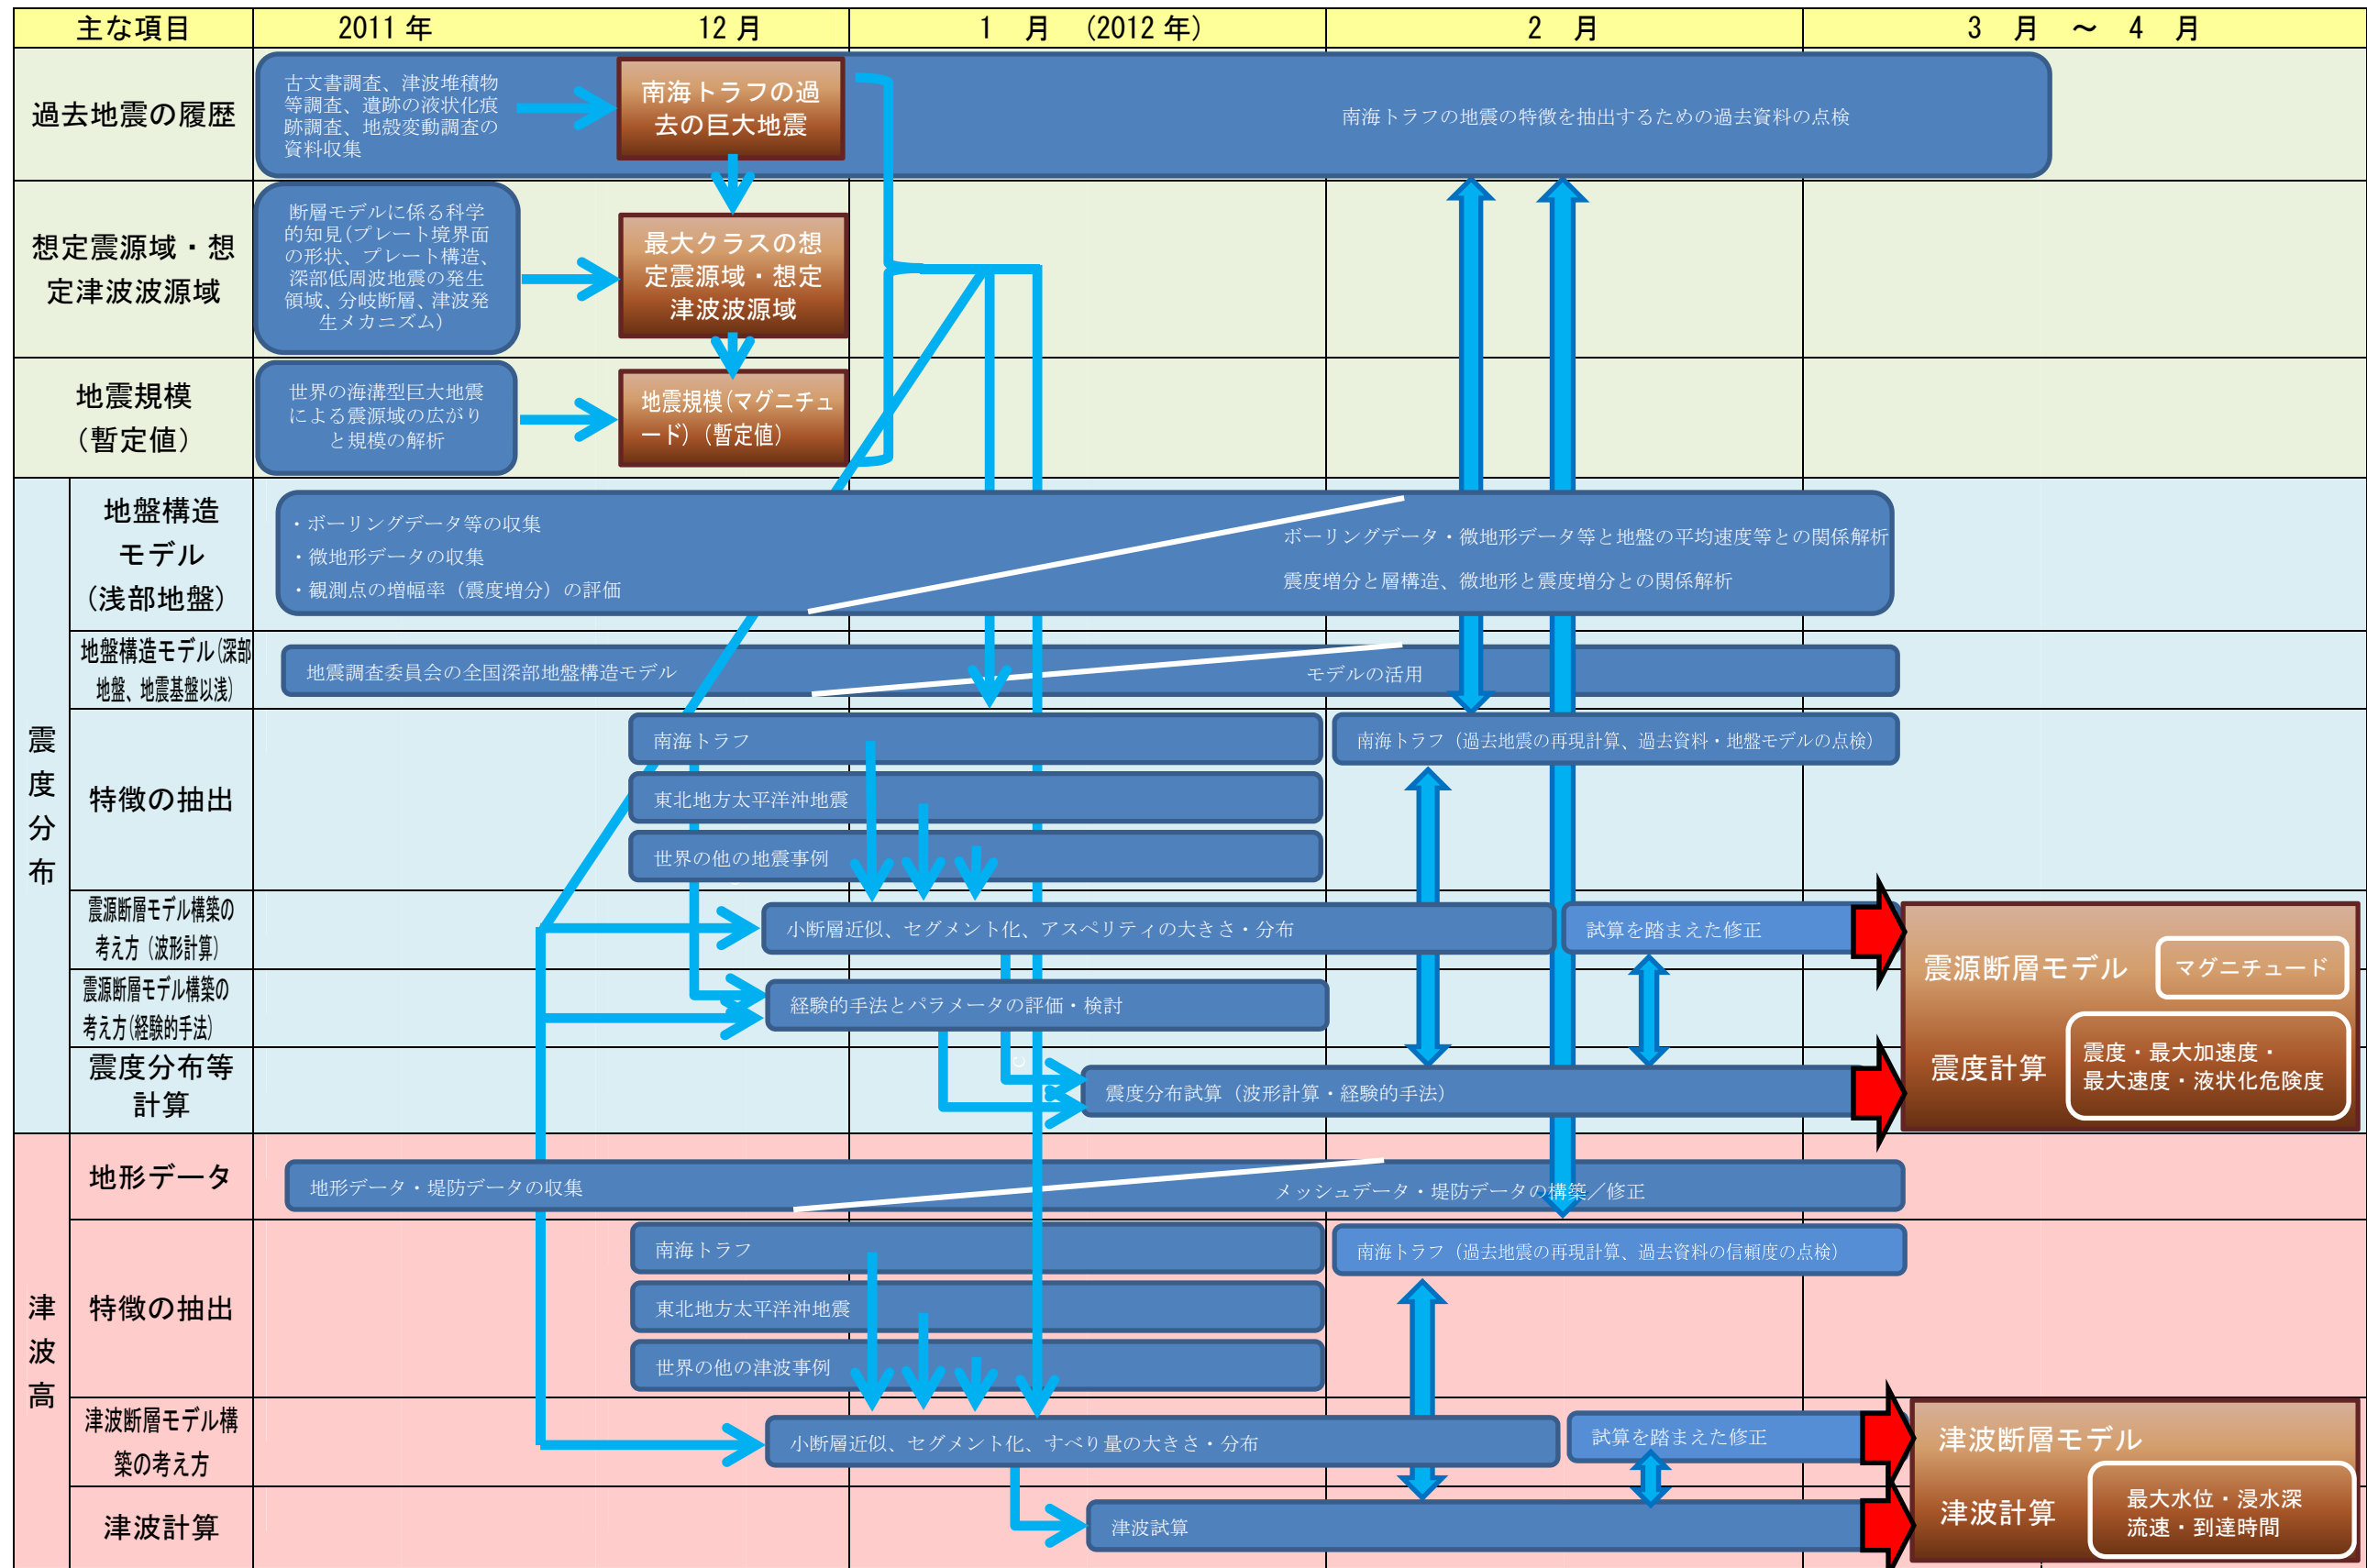 主な項目
2011 年
12 月
1 月 (2012 年)
2 月
3 月 ～ 4 月
過去地震の履歴
古文書調査、津波堆積物
等調査、遺跡の液状化痕
跡調査、地殻変動調査の
資料収集
南海トラフの過
去の巨大地震
南海トラフの地震の特徴を抽出するための過去資料の点検
想定震源域・想
定津波波源域
断層モデルに係る科学
的知見(プレート境界面
の形状、プレート構造、
深部低周波地震の発生
領域、分岐断層、津波発
生メカニズム)
最大クラスの想
定震源域・想定
津波波源域
地震規模
（暫定値）
世界の海溝型巨大地震
による震源域の広がり
と規模の解析
地震規模(マグニチュ
ード)（暫定値）
震度分布
地盤構造
モデル
（浅部地盤）
・ボーリングデータ等の収集
・微地形データの収集
・観測点の増幅率（震度増分）の評価
ボーリングデータ・微地形データ等と地盤の平均速度等との関係解析
震度増分と層構造、微地形と震度増分との関係解析
地盤構造モデル(深部
地盤、地震基盤以浅)
地震調査委員会の全国深部地盤構造モデル
モデルの活用
特徴の抽出
南海トラフ
東北地方太平洋沖地震
世界の他の地震事例
南海トラフ（過去地震の再現計算、過去資料・地盤モデルの点検）
震源断層モデル構築の
考え方（波形計算）
小断層近似、セグメント化、アスペリティの大きさ・分布
試算を踏まえた修正
震源断層モデル構築の
考え方(経験的手法)
経験的手法とパラメータの評価・検討
震度分布等
計算
震度分布試算（波形計算・経験的手法）
震源断層モデル
マグニチュード
震度計算
震度・最大加速度・
最大速度・液状化危険度
津波高
地形データ
地形データ・堤防データの収集
メッシュデータ・堤防データの構築／修正
特徴の抽出
南海トラフ
東北地方太平洋沖地震
世界の他の津波事例
南海トラフ（過去地震の再現計算、過去資料の信頼度の点検）
津波断層モデル構
築の考え方
小断層近似、セグメント化、すべり量の大きさ・分布
試算を踏まえた修正
津波計算
津波試算
津波断層モデル
津波計算
最大水位・浸水深
流速・到達時間